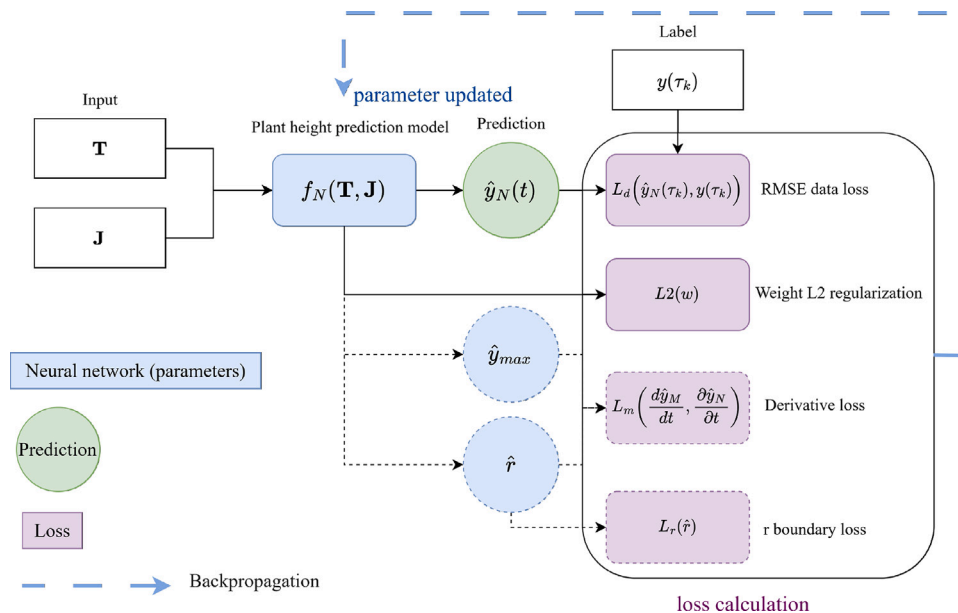 Label
y(τ_k)
parameter updated
Input
Plant height prediction model
Prediction
T
J
f_N(T, J)
ŷ_N(t)
L_d(ŷ_N(τ_k), y(τ_k))
RMSE data loss
L2(w)
Weight L2 regularization
ŷ_max
L_m(dŷ_M/dt, ∂ŷ_N/∂t)
Derivative loss
r̂
L_r(r̂)
r boundary loss
Neural network (parameters)
Prediction
Loss
Backpropagation
loss calculation